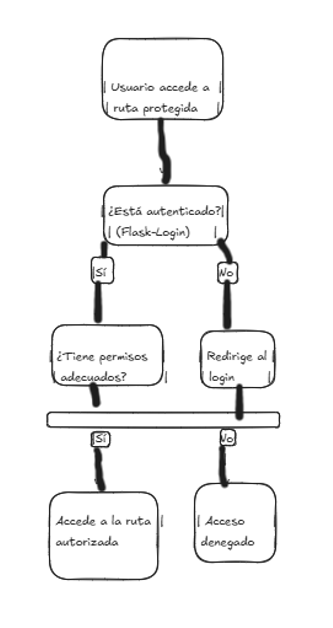 Usuario accede a
ruta protegida
¿Está autenticado?
(Flask-Login)
Sí
No
¿Tiene permisos
adecuados?
Redirige al
login
Sí
No
Accede a la ruta
autorizada
Acceso
denegado